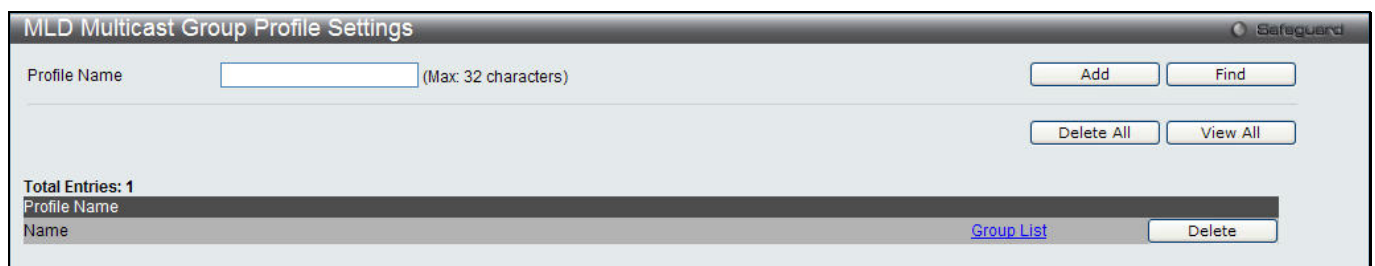 MLD Multicast Group Profile Settings
Safeguard
Profile Name (Max: 32 characters) Add Find
Delete All View All
Total Entries: 1
Profile Name
Name Group List Delete